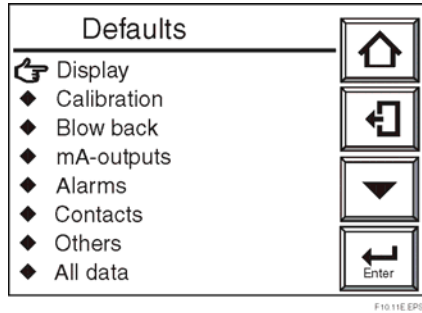 Defaults
Display
Calibration
Blow back
mA-outputs
Alarms
Contacts
Others
All data
Enter
F10.11E.EPS